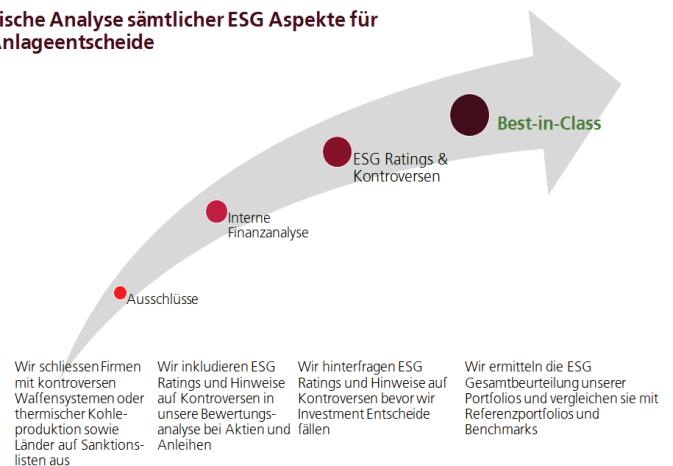 ische Analyse sämtlicher ESG Aspekte für
nlageentscheide
Best-in-Class
ESG Ratings &
Kontroversen
Interne
Finanzanalyse
Ausschlüsse
Wir schliessen Firmen
mit kontroversen
Waffensystemen oder
thermischer Kohle-
produktion sowie
Länder auf Sanktions-
listen aus
Wir inkludieren ESG
Ratings und Hinweise
auf Kontroversen in
unsere Bewertungs-
analyse bei Aktien und
Anleihen
Wir hinterfragen ESG
Ratings und Hinweise auf
Kontroversen bevor wir
Investment Entscheide
fällen
Wir ermitteln die ESG
Gesamtbeurteilung unserer
Portfolios und vergleichen sie mit
Referenzportfolios und
Benchmarks